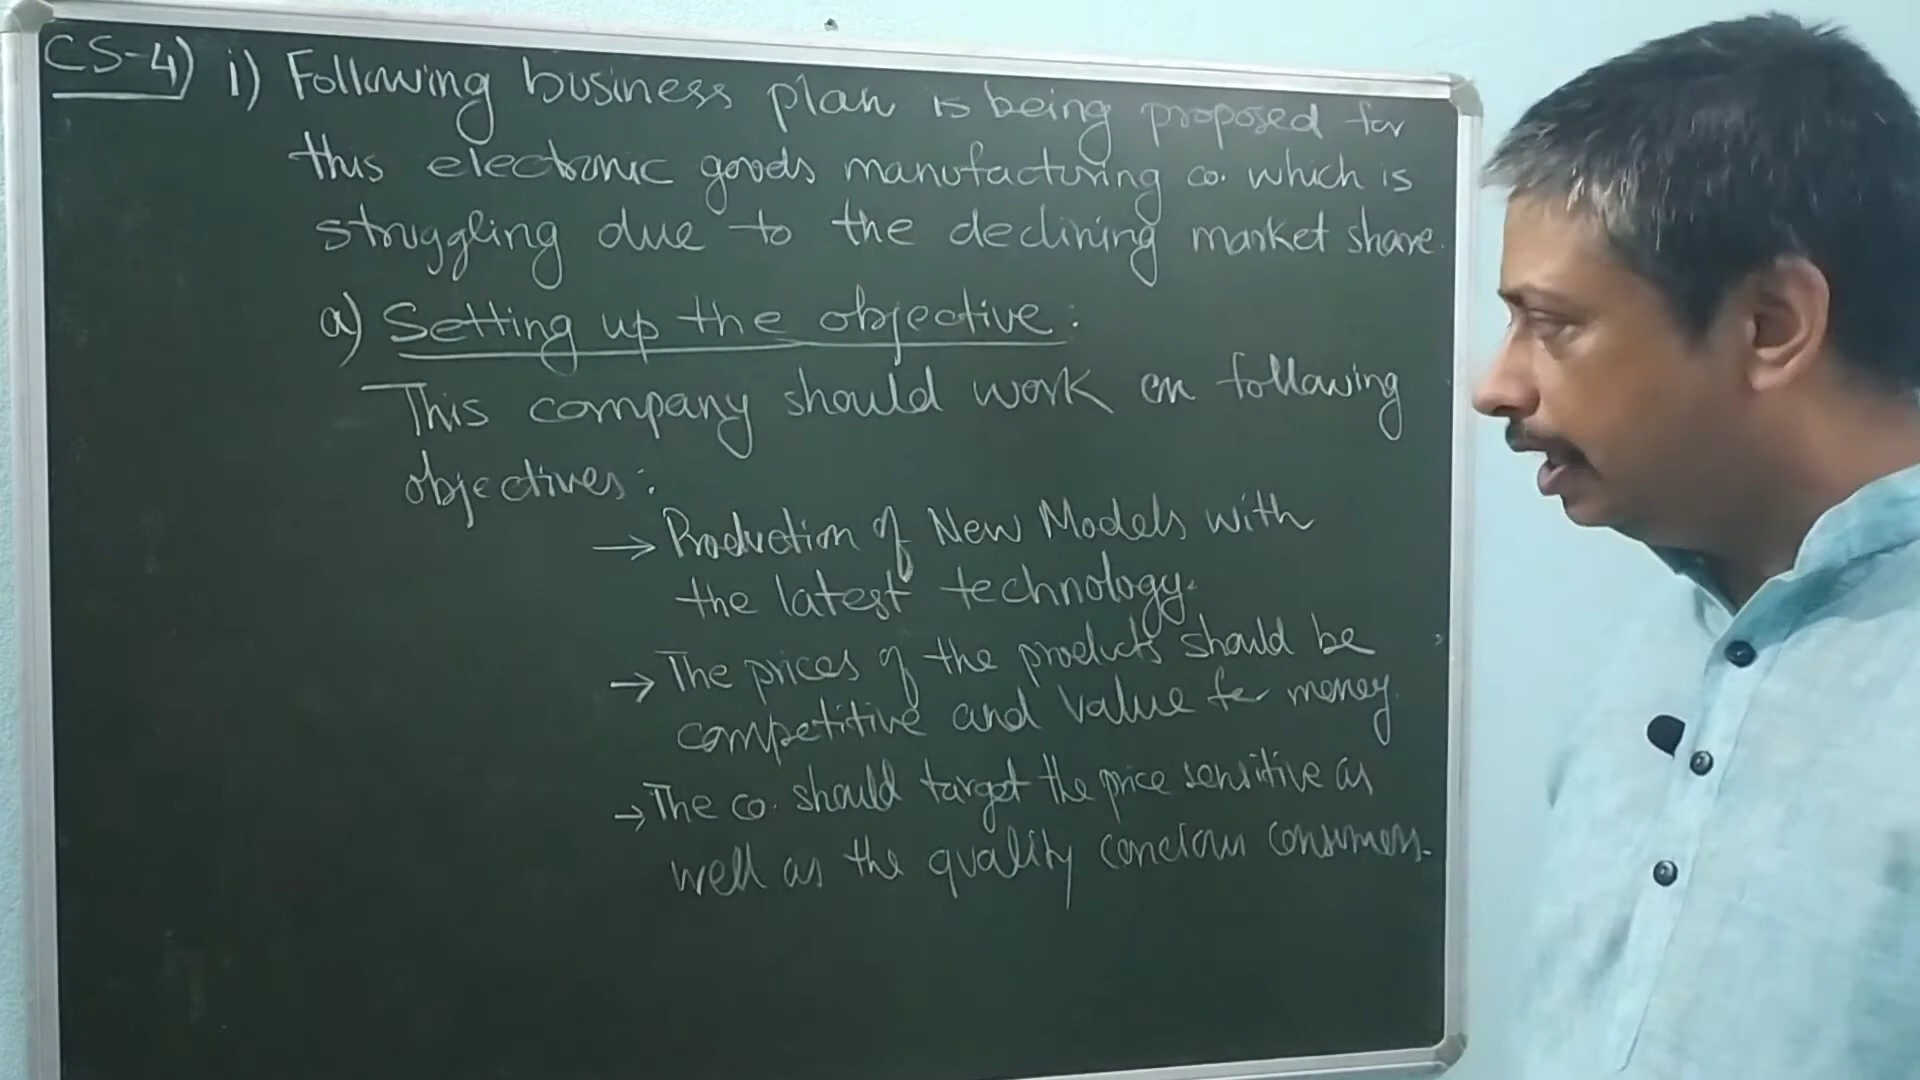 CS-4) i) Following business plan is being proposed for
this electronic goods manufacturing co. which is
struggling due to the declining market share.
a) Setting up the objective:
This company should work on following
objectives:
→ Production of New Models with
the latest technology.
→ The prices of the products should be
competitive and value for money
→ The co. should target the price sensitive as
well as the quality concious consumers.